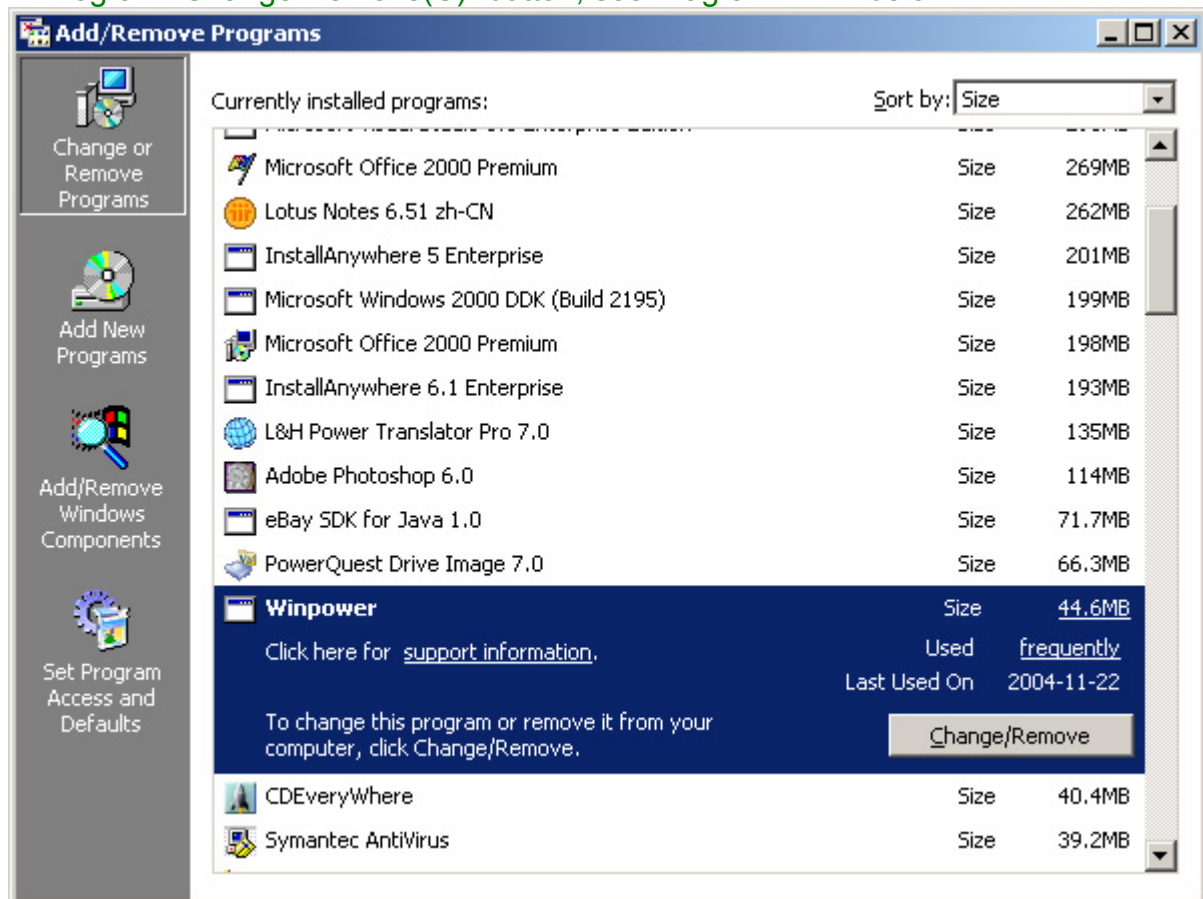 Add/Remove Programs
Change or
Remove
Programs
Add New
Programs
Add/Remove
Windows
Components
Set Program
Access and
Defaults
Currently installed programs:
Sort by: Size
Microsoft Office 2000 Premium Size 269MB
Lotus Notes 6.51 zh-CN Size 262MB
InstallAnywhere 5 Enterprise Size 201MB
Microsoft Windows 2000 DDK (Build 2195) Size 199MB
Microsoft Office 2000 Premium Size 198MB
InstallAnywhere 6.1 Enterprise Size 193MB
L&H Power Translator Pro 7.0 Size 135MB
Adobe Photoshop 6.0 Size 114MB
eBay SDK for Java 1.0 Size 71.7MB
PowerQuest Drive Image 7.0 Size 66.3MB
Winpower Size 44.6MB
Click here for support information. Used frequently
Last Used On 2004-11-22
To change this program or remove it from your
computer, click Change/Remove.
Change/Remove
CDEveryWhere Size 40.4MB
Symantec AntiVirus Size 39.2MB